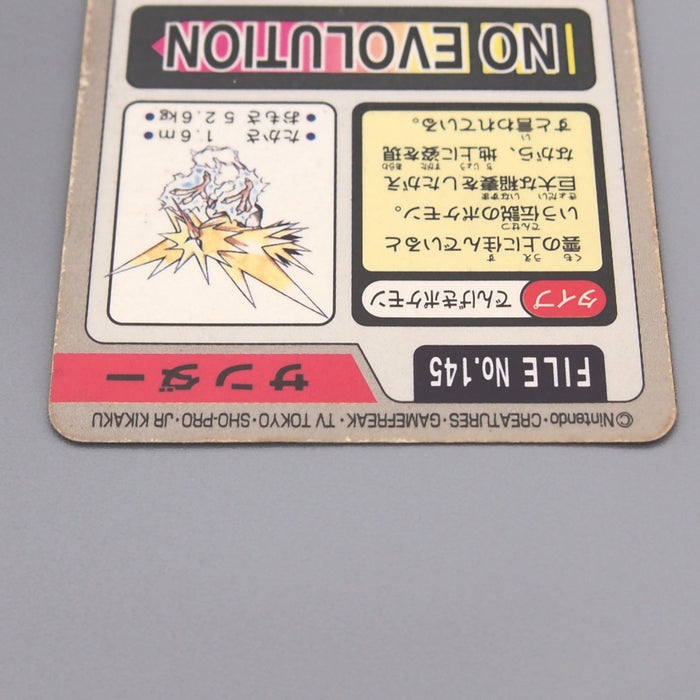 ©Nintendo・CREATURES・GAMEFREAK・TV TOKYO・SHO-PRO・JR KIKAKU
FILE No.145
サンダー
タイプ でんげきポケモン
雲の上に住んでいると
いう伝説のポケモン。
巨大な稲妻をしたがえ
ながら、地上に姿を現
すと言われている。
●たかさ 1.6m
●おもさ 52.6kg
NO EVOLUTION